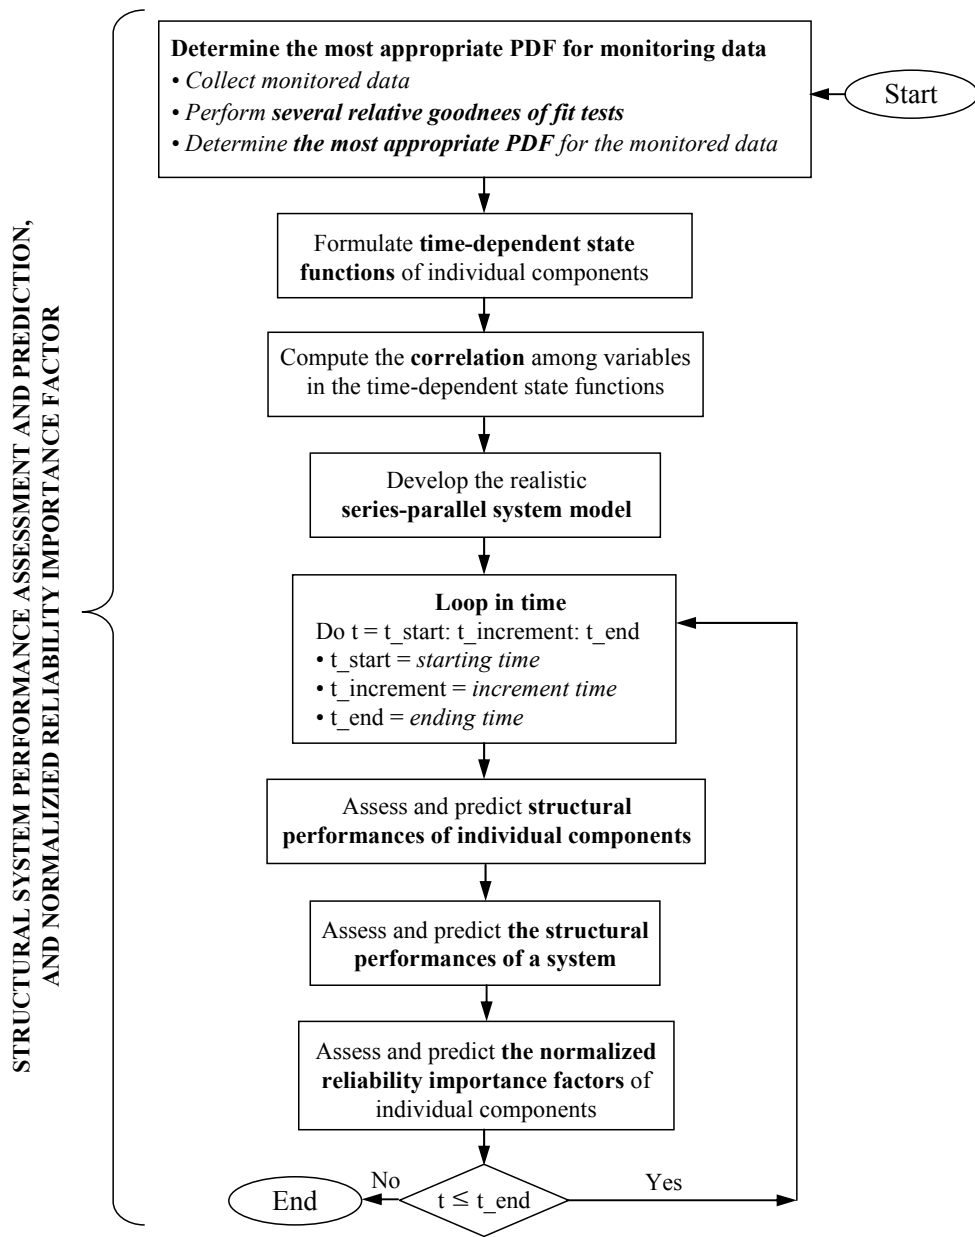 STRUCTURAL SYSTEM PERFORMANCE ASSESSMENT AND PREDICTION,
AND NORMALIZIED RELIABILITY IMPORTANCE FACTOR
Determine the most appropriate PDF for monitoring data
• Collect monitored data
• Perform several relative goodnees of fit tests
• Determine the most appropriate PDF for the monitored data
Start
Formulate time-dependent state
functions of individual components
Compute the correlation among variables
in the time-dependent state functions
Develop the realistic
series-parallel system model
Loop in time
Do t = t_start: t_increment: t_end
• t_start = starting time
• t_increment = increment time
• t_end = ending time
Assess and predict structural
performances of individual components
Assess and predict the structural
performances of a system
Assess and predict the normalized
reliability importance factors of
individual components
t ≤ t_end
No
Yes
End